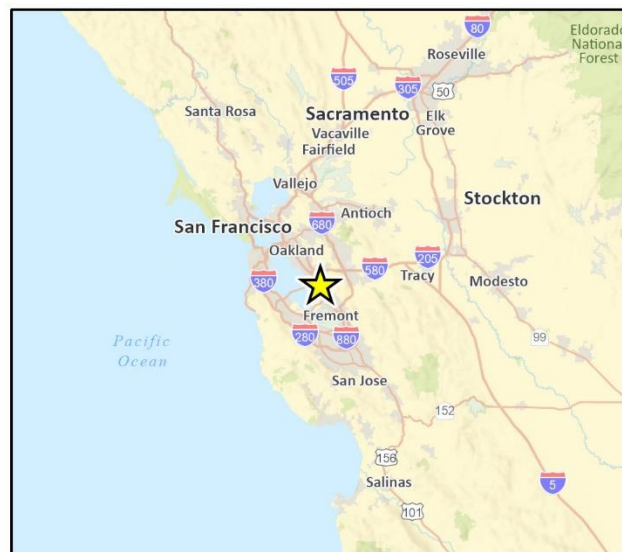 80
Eldorado
National
Forest
Roseville
505
305
50
Santa Rosa
Sacramento
Elk
Grove
Vacaville
Fairfield
Vallejo
Antioch
Stockton
San Francisco
680
Oakland
580
205
Tracy
Modesto
380
Fremont
280
880
99
Pacific
Ocean
San Jose
152
156
Salinas
101
5